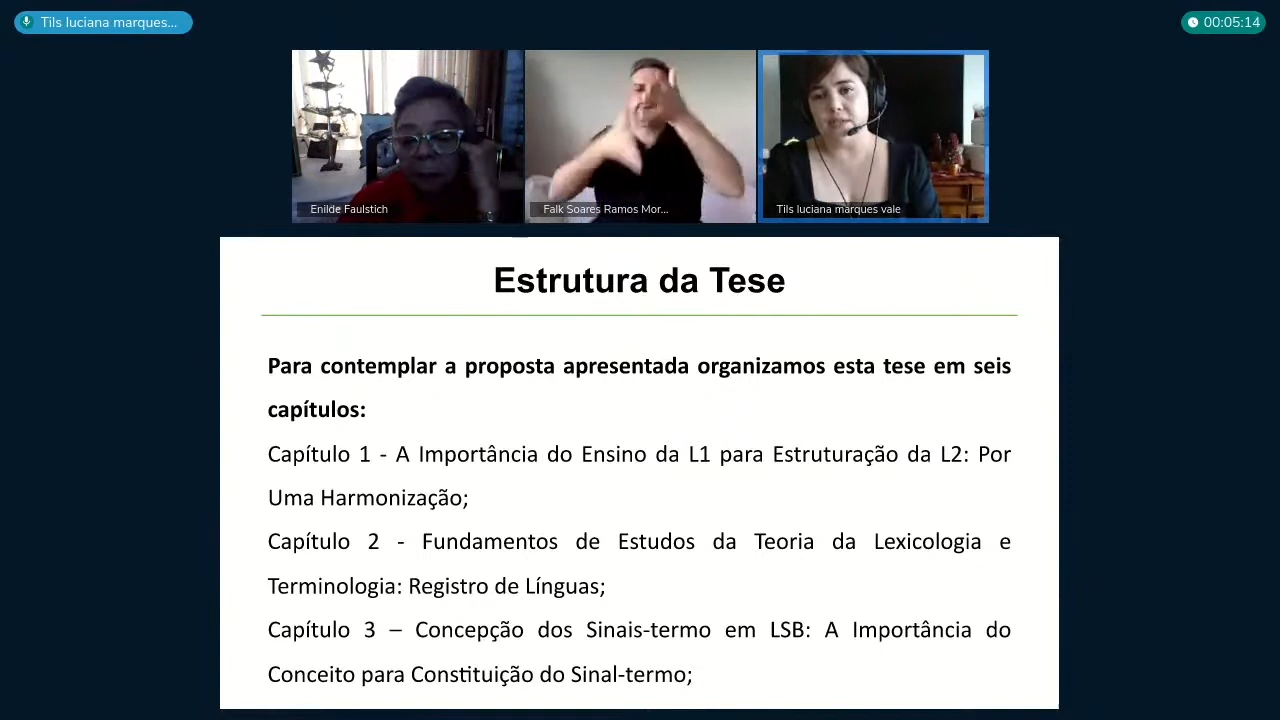 Tils luciana marques...
00:05:14
Enilde Faulstich
Falk Soares Ramos Mor...
Tils luciana marques vale
Estrutura da Tese
Para contemplar a proposta apresentada organizamos esta tese em seis
capítulos:
Capítulo 1 - A Importância do Ensino da L1 para Estruturação da L2: Por
Uma Harmonização;
Capítulo 2 - Fundamentos de Estudos da Teoria da Lexicologia e
Terminologia: Registro de Línguas;
Capítulo 3 – Concepção dos Sinais-termo em LSB: A Importância do
Conceito para Constituição do Sinal-termo;